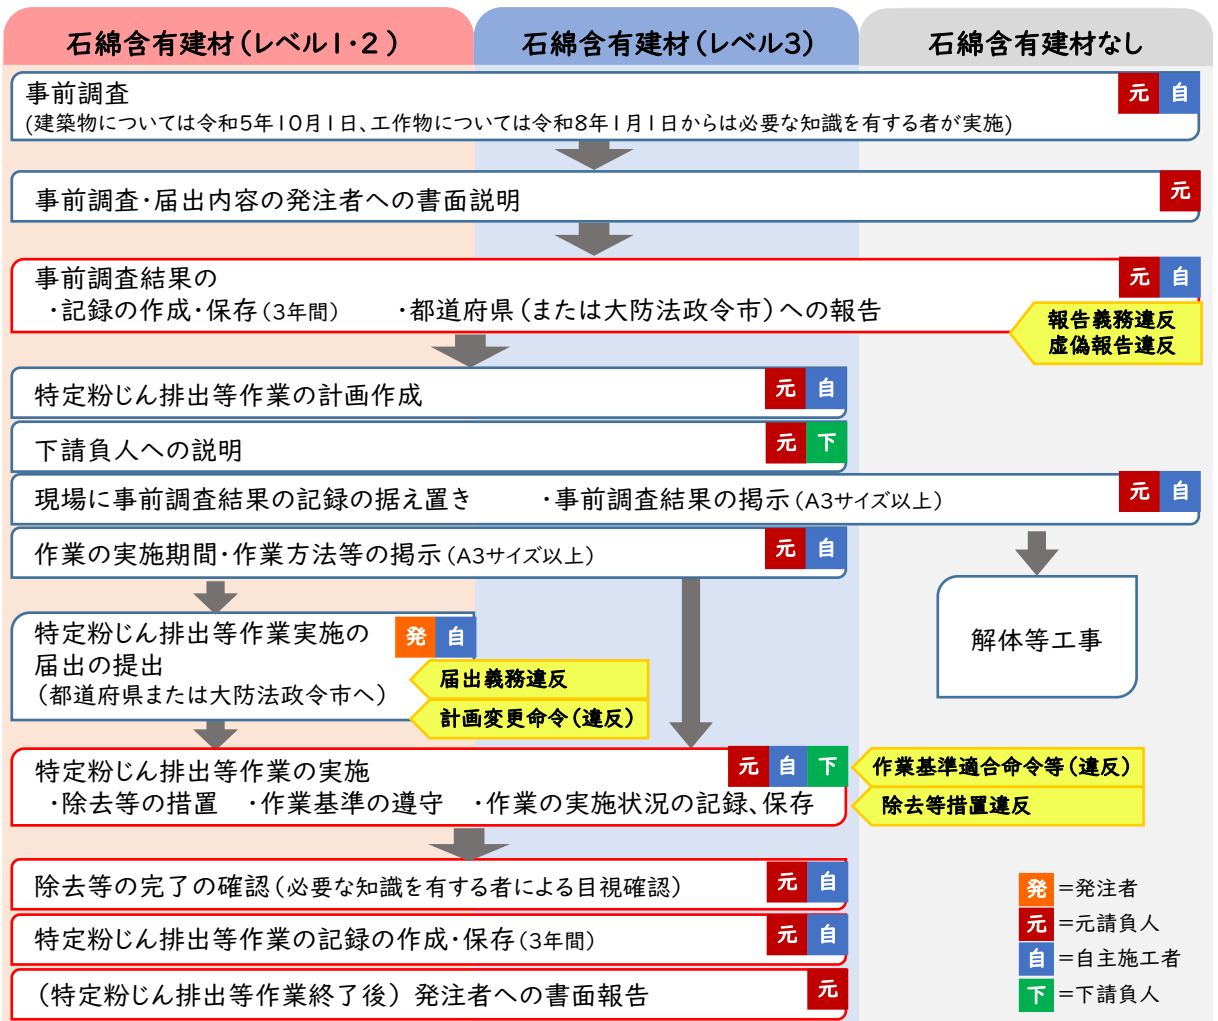 石綿含有建材（レベル1・2）
石綿含有建材（レベル3）
石綿含有建材なし
事前調査
元 自
(建築物については令和5年10月1日、工作物については令和8年1月1日からは必要な知識を有する者が実施)
事前調査・届出内容の発注者への書面説明
元
事前調査結果の
元 自
・記録の作成・保存（3年間）　・都道府県（または大防法政令市）への報告
報告義務違反
虚偽報告違反
特定粉じん排出等作業の計画作成
元 自
下請負人への説明
元 下
現場に事前調査結果の記録の据え置き　・事前調査結果の掲示（A3サイズ以上）
元 自
作業の実施期間・作業方法等の掲示（A3サイズ以上）
元 自
特定粉じん排出等作業実施の
届出の提出
（都道府県または大防法政令市へ）
発 自
届出義務違反
計画変更命令（違反）
解体等工事
特定粉じん排出等作業の実施
元 自 下
・除去等の措置　・作業基準の遵守　・作業の実施状況の記録、保存
作業基準適合命令等（違反）
除去等措置違反
除去等の完了の確認（必要な知識を有する者による目視確認）
元 自
特定粉じん排出等作業の記録の作成・保存（3年間）
元 自
（特定粉じん排出等作業終了後）発注者への書面報告
元
発＝発注者
元＝元請負人
自＝自主施工者
下＝下請負人